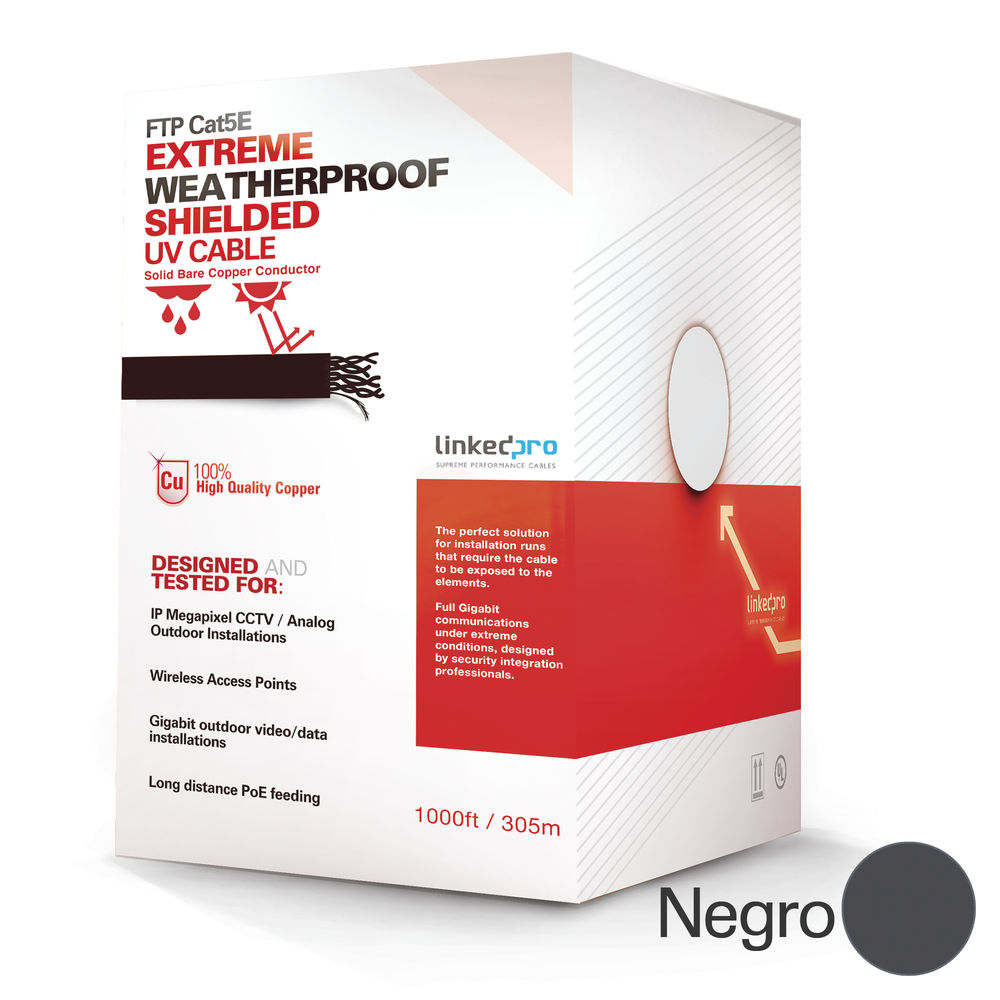 FTP Cat5E
EXTREME
WEATHERPROOF
SHIELDED
UV CABLE
Solid Bare Copper Conductor
Cu
100%
High Quality Copper
DESIGNED AND
TESTED FOR:
IP Megapixel CCTV / Analog
Outdoor Installations
Wireless Access Points
Gigabit outdoor video/data
installations
Long distance PoE feeding
linkedpro
SUPREME PERFORMANCE CABLES
The perfect solution
for installation runs
that require the cable
to be exposed to the
elements.
Full Gigabit
communications
under extreme
conditions, designed
by security integration
professionals.
1000ft / 305m
linkedpro
UL
Negro